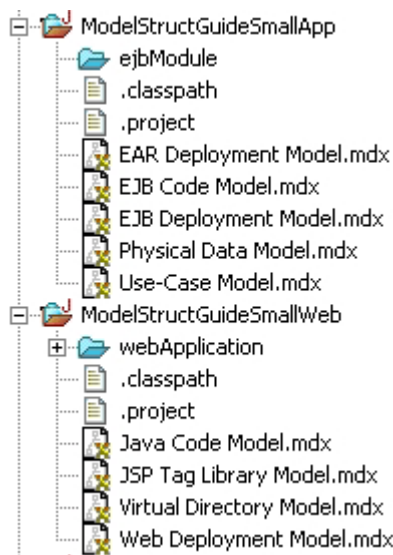 ModelStructGuideSmallApp
ejbModule
.classpath
.project
EAR Deployment Model.mdx
EJB Code Model.mdx
EJB Deployment Model.mdx
Physical Data Model.mdx
Use-Case Model.mdx
ModelStructGuideSmallWeb
webApplication
.classpath
.project
Java Code Model.mdx
JSP Tag Library Model.mdx
Virtual Directory Model.mdx
Web Deployment Model.mdx